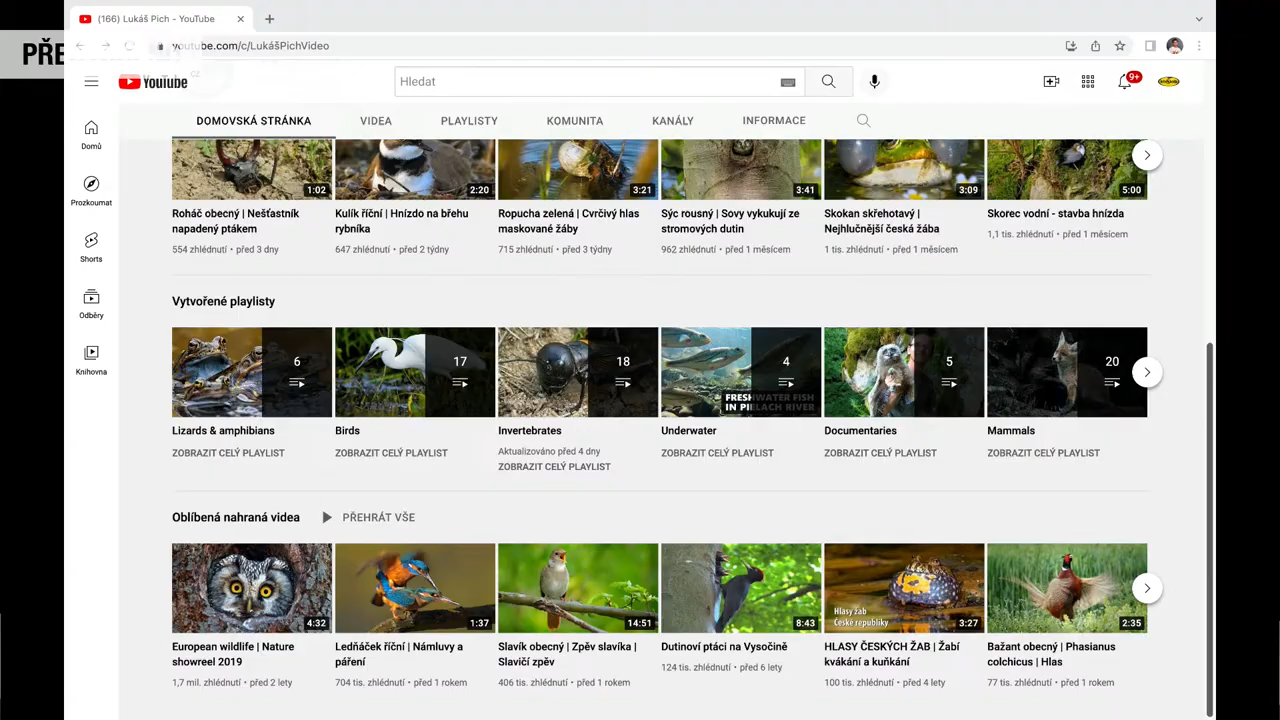 (166) Lukáš Pich - YouTube
PŘE
youtube.com/c/LukášPichVideo
YouTube CZ
Hledat
9+
DOMOVSKÁ STRÁNKA
VIDEA
PLAYLISTY
KOMUNITA
KANÁLY
INFORMACE
Domů
Prozkoumat
Shorts
Odběry
Knihovna
1:02
2:20
3:21
3:41
3:09
5:00
Roháč obecný | Nešťastník
napadený ptákem
554 zhlédnutí • před 3 dny
Kulík říční | Hnízdo na břehu
rybníka
647 zhlédnutí • před 2 týdny
Ropucha zelená | Cvrčivý hlas
maskované žáby
715 zhlédnutí • před 3 týdny
Sýc rousný | Sovy vykukují ze
stromových dutin
962 zhlédnutí • před 1 měsícem
Skokan skřehotavý |
Nejhlučnější česká žába
1 tis. zhlédnutí • před 1 měsícem
Skorec vodní - stavba hnízda
1,1 tis. zhlédnutí • před 1 měsícem
Vytvořené playlisty
6
17
18
4
5
20
FRESHWATER FISH
IN PIELACH RIVER
Lizards & amphibians
ZOBRAZIT CELÝ PLAYLIST
Birds
ZOBRAZIT CELÝ PLAYLIST
Invertebrates
Aktualizováno před 4 dny
ZOBRAZIT CELÝ PLAYLIST
Underwater
ZOBRAZIT CELÝ PLAYLIST
Documentaries
ZOBRAZIT CELÝ PLAYLIST
Mammals
ZOBRAZIT CELÝ PLAYLIST
Oblíbená nahraná videa
PŘEHRÁT VŠE
4:32
1:37
14:51
8:43
Hlasy žab
České republiky
3:27
2:35
European wildlife | Nature
showreel 2019
1,7 mil. zhlédnutí • před 2 lety
Ledňáček říční | Námluvy a
páření
704 tis. zhlédnutí • před 1 rokem
Slavík obecný | Zpěv slavíka |
Slavičí zpěv
406 tis. zhlédnutí • před 1 rokem
Dutinoví ptáci na Vysočině
124 tis. zhlédnutí • před 6 lety
HLASY ČESKÝCH ŽAB | Žabí
kvákání a kuňkání
100 tis. zhlédnutí • před 4 lety
Bažant obecný | Phasianus
colchicus | Hlas
77 tis. zhlédnutí • před 1 rokem